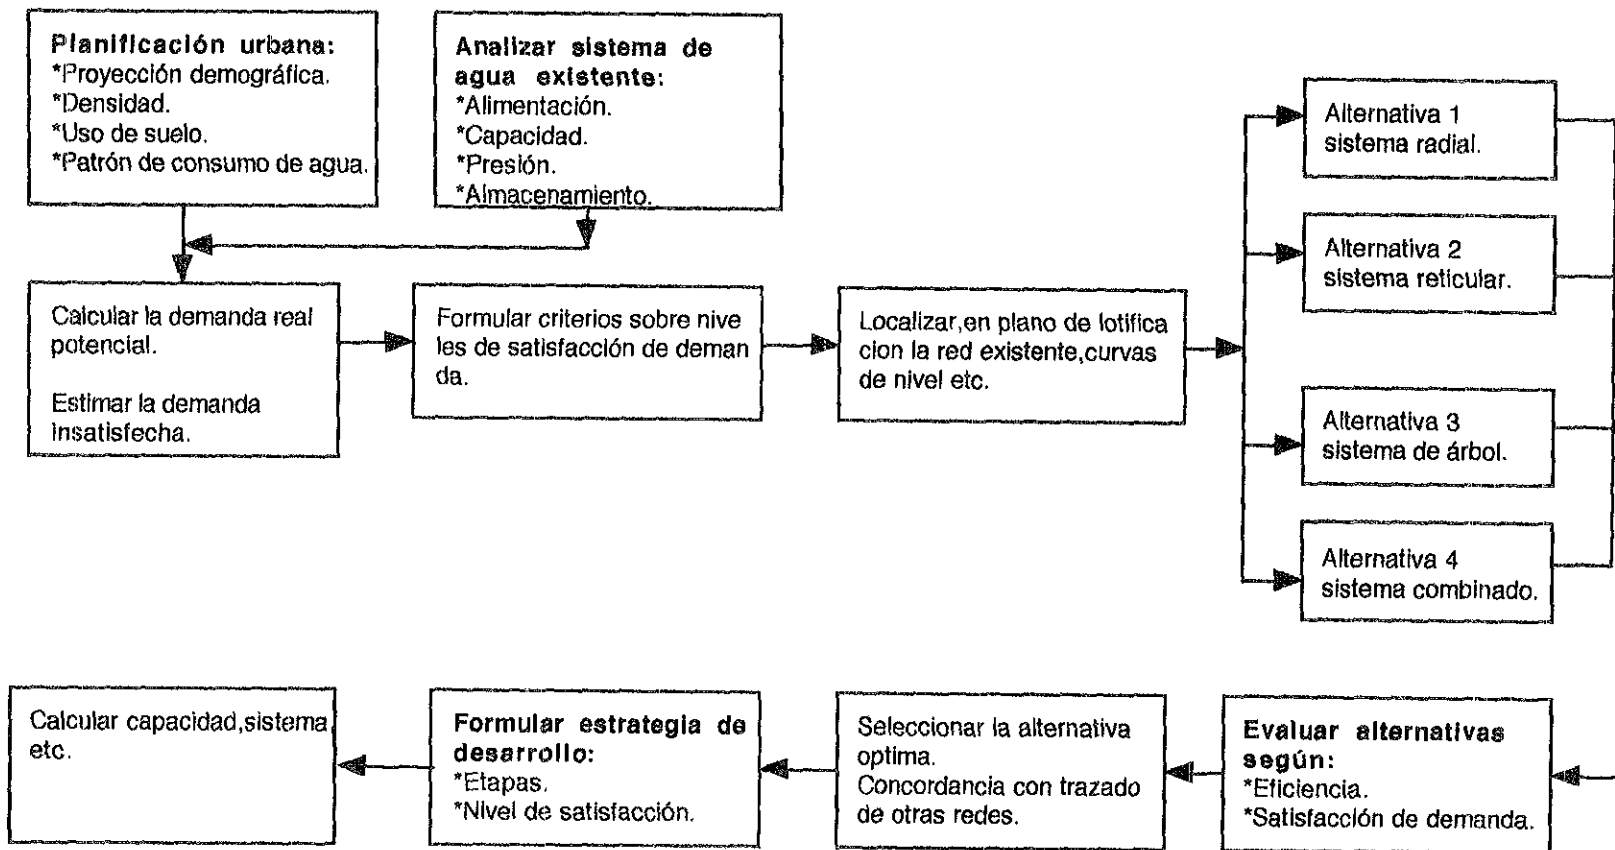 Planificación urbana:
*Proyección demográfica.
*Densidad.
*Uso de suelo.
*Patrón de consumo de agua.
Analizar sistema de
agua existente:
*Alimentación.
*Capacidad.
*Presión.
*Almacenamiento.
Calcular la demanda real
potencial.
Estimar la demanda
insatisfecha.
Formular criterios sobre nive
les de satisfacción de deman
da.
Localizar,en plano de lotifica
cion la red existente,curvas
de nivel etc.
Alternativa 1
sistema radial.
Alternativa 2
sistema reticular.
Alternativa 3
sistema de árbol.
Alternativa 4
sistema combinado.
Evaluar alternativas
según:
*Eficiencia.
*Satisfacción de demanda.
Seleccionar la alternativa
optima.
Concordancia con trazado
de otras redes.
Formular estrategia de
desarrollo:
*Etapas.
*Nivel de satisfacción.
Calcular capacidad,sistema
etc.